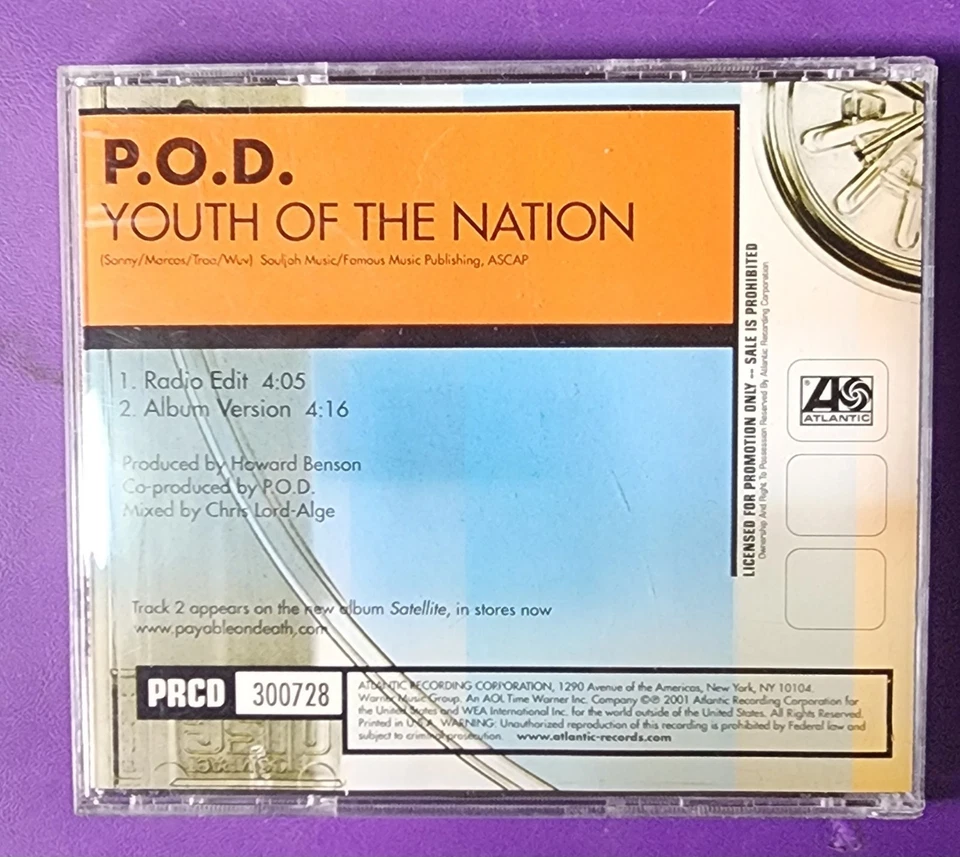 P.O.D.
YOUTH OF THE NATION
(Sonny/Marcos/Traa/Wuv) Souljah Music/Famous Music Publishing, ASCAP
1. Radio Edit 4:05
2. Album Version 4:16
Produced by Howard Benson
Co-produced by P.O.D.
Mixed by Chris Lord-Alge
Track 2 appears on the new album Satellite, in stores now
www.payableondeath.com
LICENSED FOR PROMOTION ONLY -- SALE IS PROHIBITED
Ownership And Right To Possession Reserved By Atlantic Recording Corporation
®
ATLANTIC
PRCD 300728
ATLANTIC RECORDING CORPORATION, 1290 Avenue of the Americas, New York, NY 10104.
Warner Music Group. An AOL Time Warner Inc. Company ©℗ 2001 Atlantic Recording Corporation for
the United States and WEA International Inc. for the world outside of the United States. All Rights Reserved.
Printed in U.S.A. WARNING: Unauthorized reproduction of this recording is prohibited by Federal law and
subject to criminal prosecution. www.atlantic-records.com